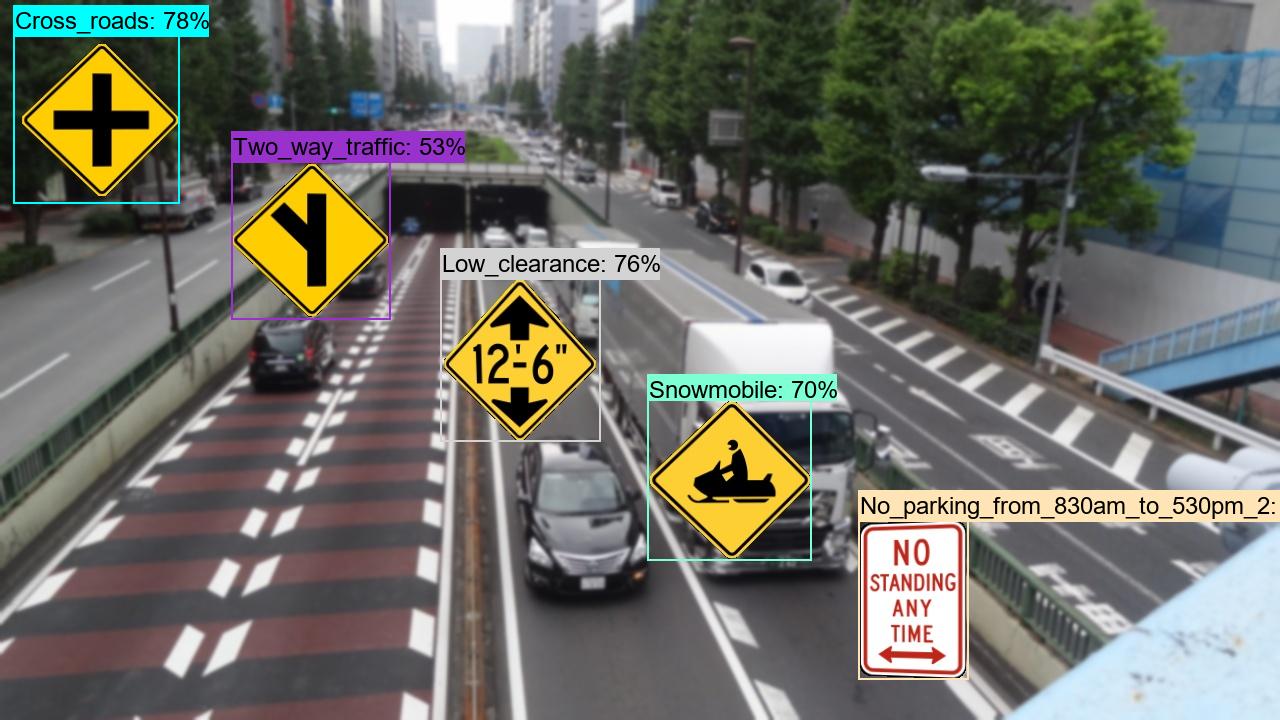 Cross_roads: 78%
Two_way_traffic: 53%
Low_clearance: 76%
12'-6"
Snowmobile: 70%
No_parking_from_830am_to_530pm_2:
NO
STANDING
ANY
TIME